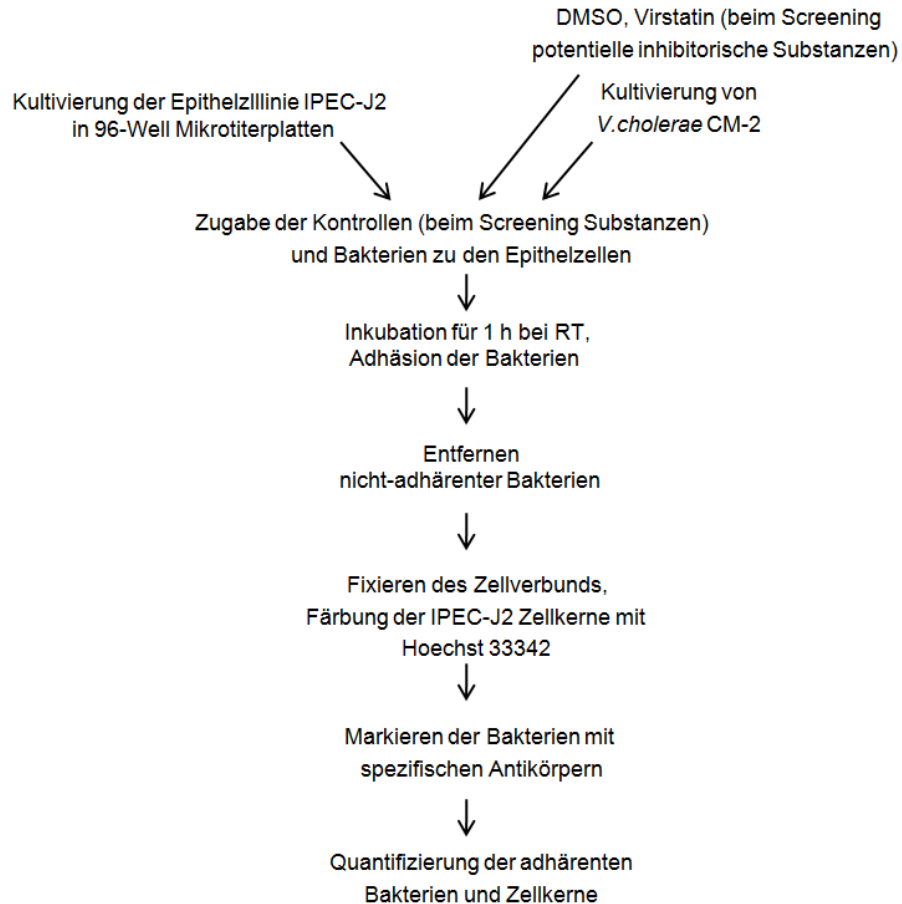 DMSO, Virstatin (beim Screening
potentielle inhibitorische Substanzen)
Kultivierung der Epithelzlllinie IPEC-J2
in 96-Well Mikrotiterplatten
Kultivierung von
V.cholerae CM-2
Zugabe der Kontrollen (beim Screening Substanzen)
und Bakterien zu den Epithelzellen
Inkubation für 1 h bei RT,
Adhäsion der Bakterien
Entfernen
nicht-adhärenter Bakterien
Fixieren des Zellverbunds,
Färbung der IPEC-J2 Zellkerne mit
Hoechst 33342
Markieren der Bakterien mit
spezifischen Antikörpern
Quantifizierung der adhärenten
Bakterien und Zellkerne